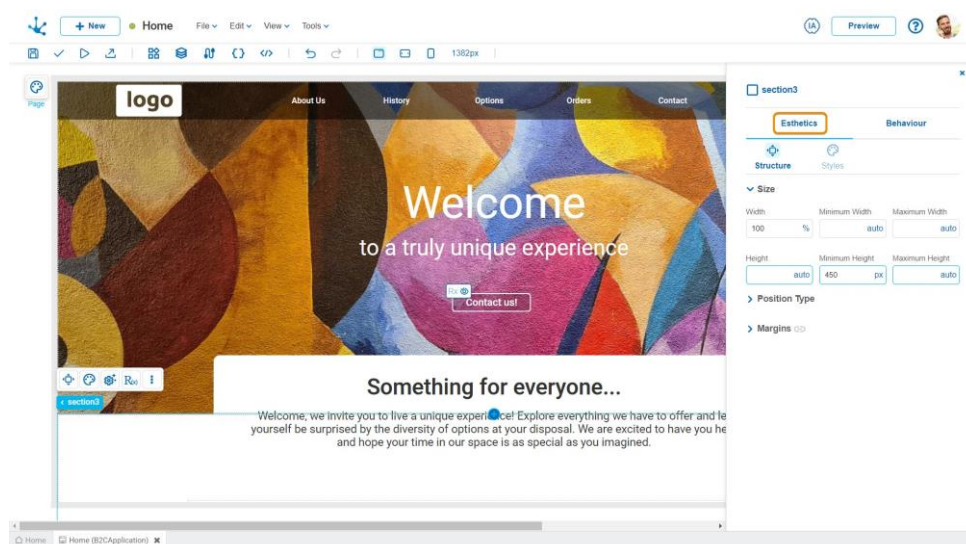 + New
Home
File
Edit
View
Tools
IA
Preview
?
1382px
Page
logo
About Us
History
Options
Orders
Contact
Welcome
to a truly unique experience
Rx
Contact us!
R(x)
section3
Something for everyone...
Welcome, we invite you to live a unique experience! Explore everything we have to offer and le
yourself be surprised by the diversity of options at your disposal. We are excited to have you he
and hope your time in our space is as special as you imagined.
section3
Esthetics
Behaviour
Structure
Styles
Size
Width
Minimum Width
Maximum Width
100 %
auto
auto
Height
Minimum Height
Maximum Height
auto
450 px
auto
Position Type
Margins
Home
Home (B2CApplication)